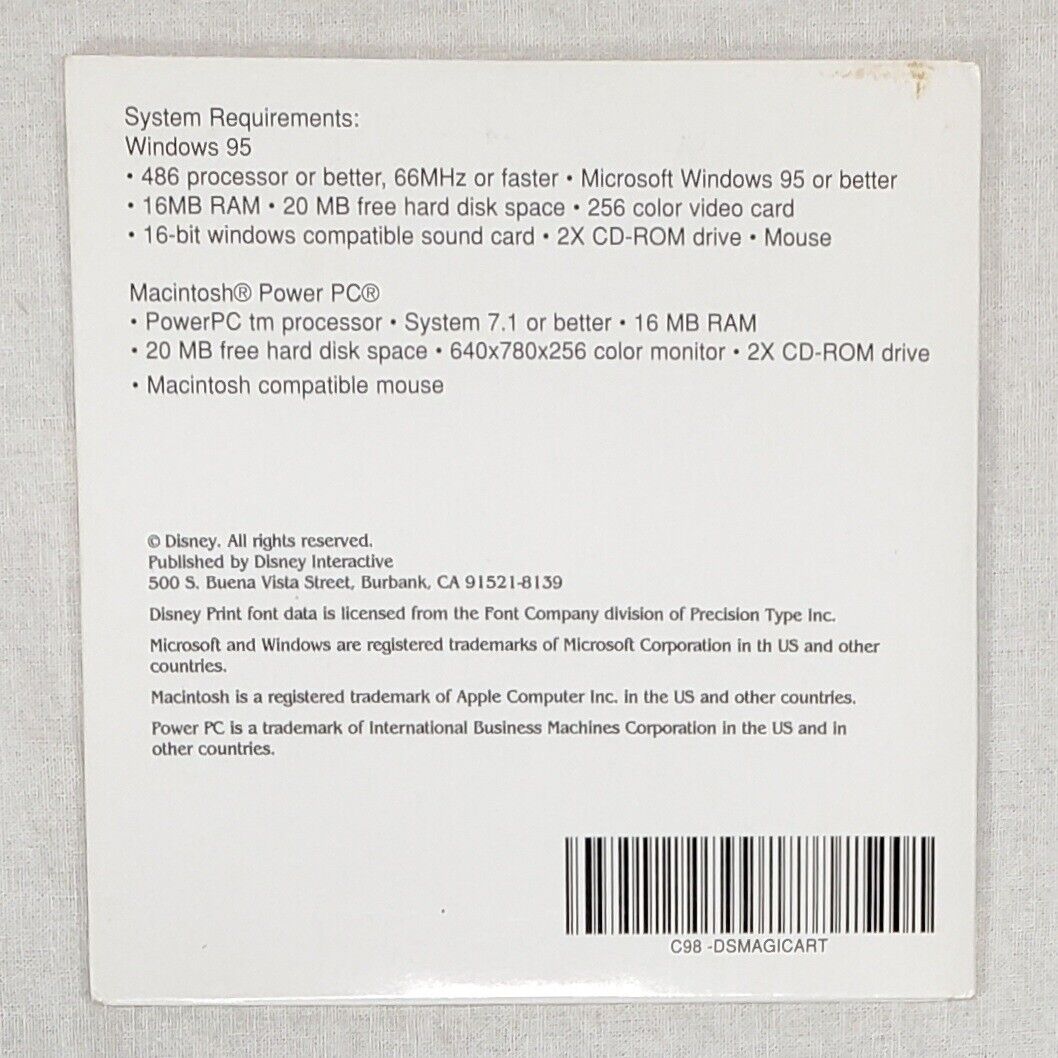 System Requirements:
Windows 95
• 486 processor or better, 66MHz or faster • Microsoft Windows 95 or better
• 16MB RAM • 20 MB free hard disk space • 256 color video card
• 16-bit windows compatible sound card • 2X CD-ROM drive • Mouse
Macintosh® Power PC®
• PowerPC tm processor • System 7.1 or better • 16 MB RAM
• 20 MB free hard disk space • 640x780x256 color monitor • 2X CD-ROM drive
• Macintosh compatible mouse
© Disney. All rights reserved.
Published by Disney Interactive
500 S. Buena Vista Street, Burbank, CA 91521-8139
Disney Print font data is licensed from the Font Company division of Precision Type Inc.
Microsoft and Windows are registered trademarks of Microsoft Corporation in th US and other
countries.
Macintosh is a registered trademark of Apple Computer Inc. in the US and other countries.
Power PC is a trademark of International Business Machines Corporation in the US and in
other countries.
C98 -DSMAGICART